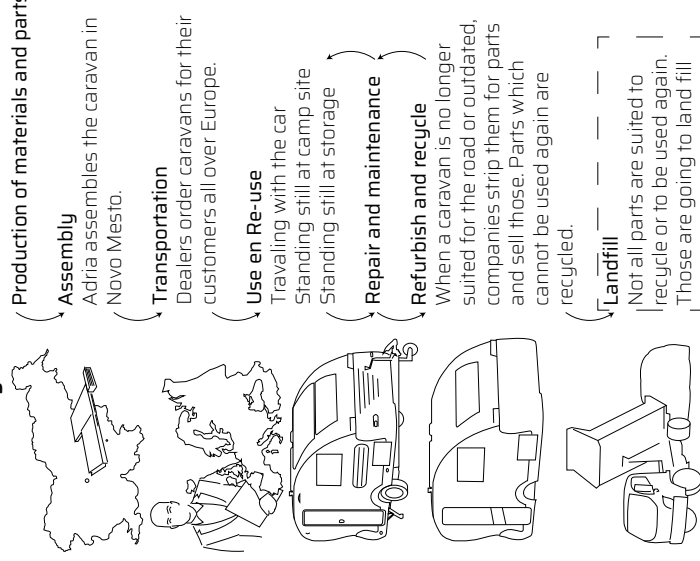 Production of materials and parts
Assembly
Adria assembles the caravan in
Novo Mesto.
Transportation
Dealers order caravans for their
customers all over Europe.
Use en Re-use
Travaling with the car
Standing still at camp site
Standing still at storage
Repair and maintenance
Refurbish and recycle
When a caravan is no longer
suited for the road or outdated,
companies strip them for parts
and sell those. Parts which
cannot be used again are
recycled.
Landfill
Not all parts are suited to
recycle or to be used again.
Those are going to land fill